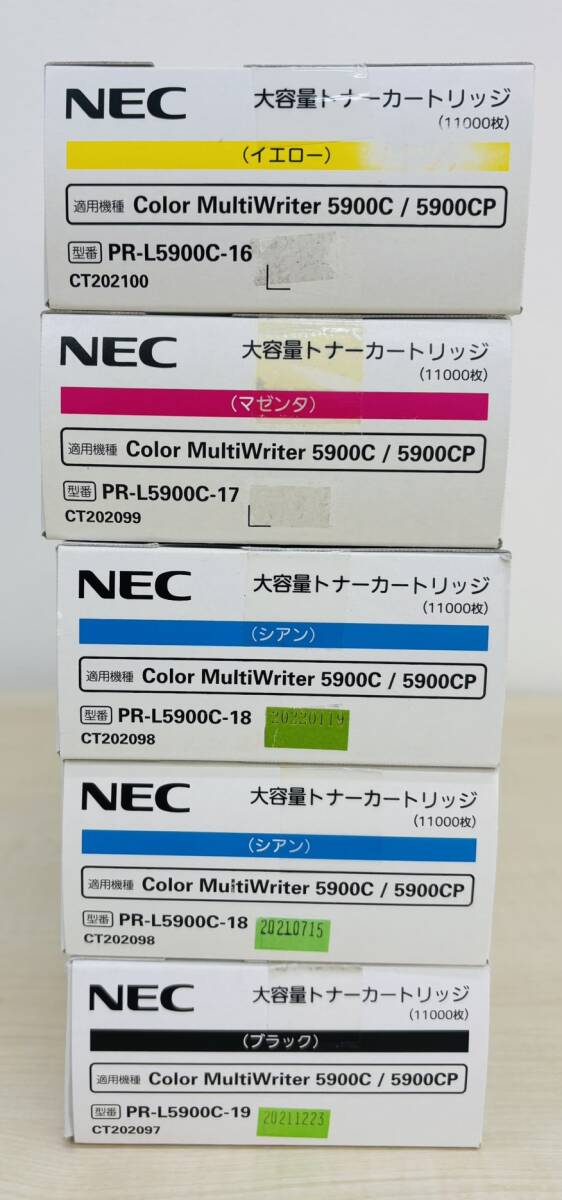 NEC 大容量トナーカートリッジ
(11000枚)
(イエロー)
適用機種 Color MultiWriter 5900C / 5900CP
型番 PR-L5900C-16
CT202100
NEC 大容量トナーカートリッジ
(11000枚)
(マゼンタ)
適用機種 Color MultiWriter 5900C / 5900CP
型番 PR-L5900C-17
CT202099
NEC 大容量トナーカートリッジ
(11000枚)
(シアン)
適用機種 Color MultiWriter 5900C / 5900CP
型番 PR-L5900C-18 20220119
CT202098
NEC 大容量トナーカートリッジ
(11000枚)
(シアン)
適用機種 Color MultiWriter 5900C / 5900CP
型番 PR-L5900C-18 20210715
CT202098
NEC 大容量トナーカートリッジ
(11000枚)
(ブラック)
適用機種 Color MultiWriter 5900C / 5900CP
型番 PR-L5900C-19 20211223
CT202097